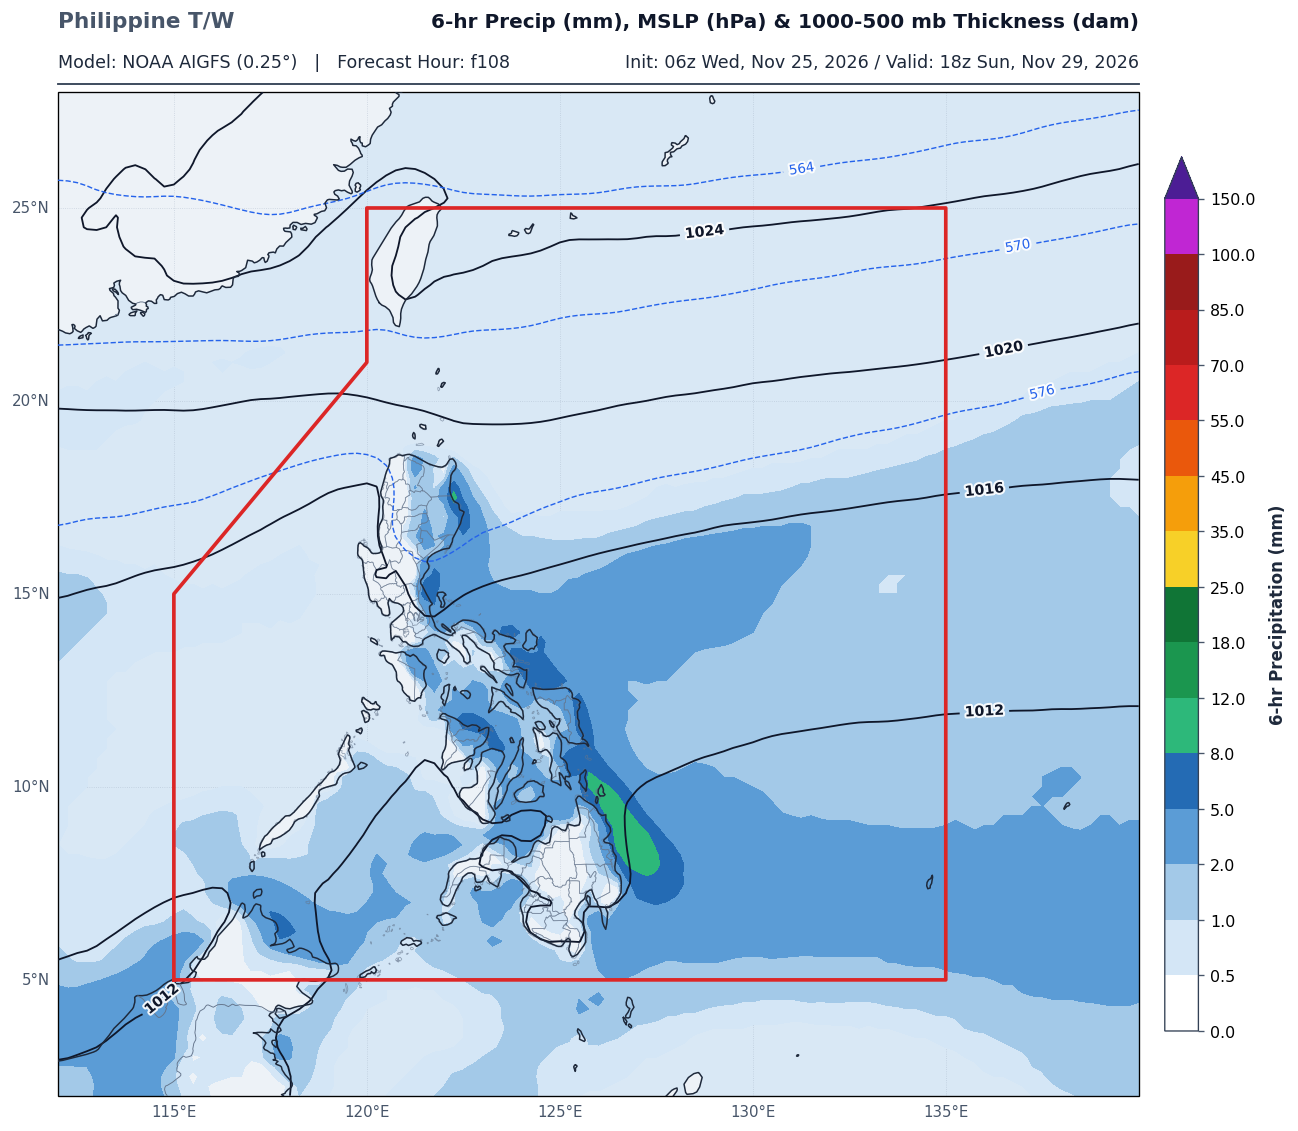 Philippine T/W
6-hr Precip (mm), MSLP (hPa) & 1000-500 mb Thickness (dam)
Model: NOAA AIGFS (0.25°) | Forecast Hour: f108
Init: 06z Wed, Nov 25, 2026 / Valid: 18z Sun, Nov 29, 2026
564
25°N
1024
570
1020
576
20°N
1016
15°N
1012
10°N
5°N
1012
115°E
120°E
125°E
130°E
135°E
150.0
100.0
85.0
70.0
55.0
45.0
35.0
25.0
18.0
12.0
8.0
5.0
2.0
1.0
0.5
0.0
6-hr Precipitation (mm)